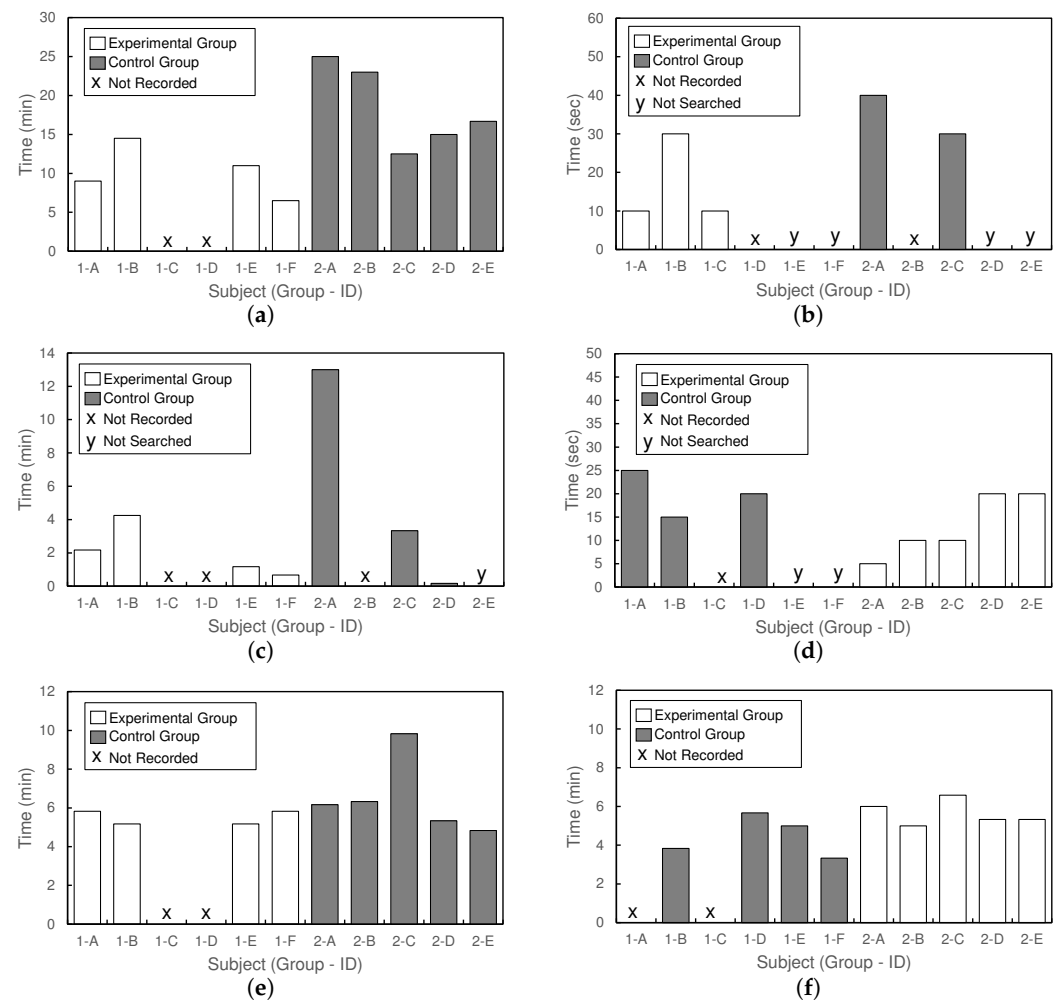 30
25
20
15
10
5
0
Time (min)
Experimental Group
Control Group
x Not Recorded
x x
1-A 1-B 1-C 1-D 1-E 1-F 2-A 2-B 2-C 2-D 2-E
Subject (Group - ID)
(a)
60
50
40
30
20
10
0
Time (sec)
Experimental Group
Control Group
x Not Recorded
y Not Searched
x y y x y y
1-A 1-B 1-C 1-D 1-E 1-F 2-A 2-B 2-C 2-D 2-E
Subject (Group - ID)
(b)
14
12
10
8
6
4
2
0
Time (min)
Experimental Group
Control Group
x Not Recorded
y Not Searched
x x x y
1-A 1-B 1-C 1-D 1-E 1-F 2-A 2-B 2-C 2-D 2-E
Subject (Group - ID)
(c)
50
45
40
35
30
25
20
15
10
5
0
Time (sec)
Experimental Group
Control Group
x Not Recorded
y Not Searched
x y y
1-A 1-B 1-C 1-D 1-E 1-F 2-A 2-B 2-C 2-D 2-E
Subject (Group - ID)
(d)
12
10
8
6
4
2
0
Time (min)
Experimental Group
Control Group
x Not Recorded
x x
1-A 1-B 1-C 1-D 1-E 1-F 2-A 2-B 2-C 2-D 2-E
Subject (Group - ID)
(e)
12
10
8
6
4
2
0
Time (min)
Experimental Group
Control Group
x Not Recorded
x x
1-A 1-B 1-C 1-D 1-E 1-F 2-A 2-B 2-C 2-D 2-E
Subject (Group - ID)
(f)